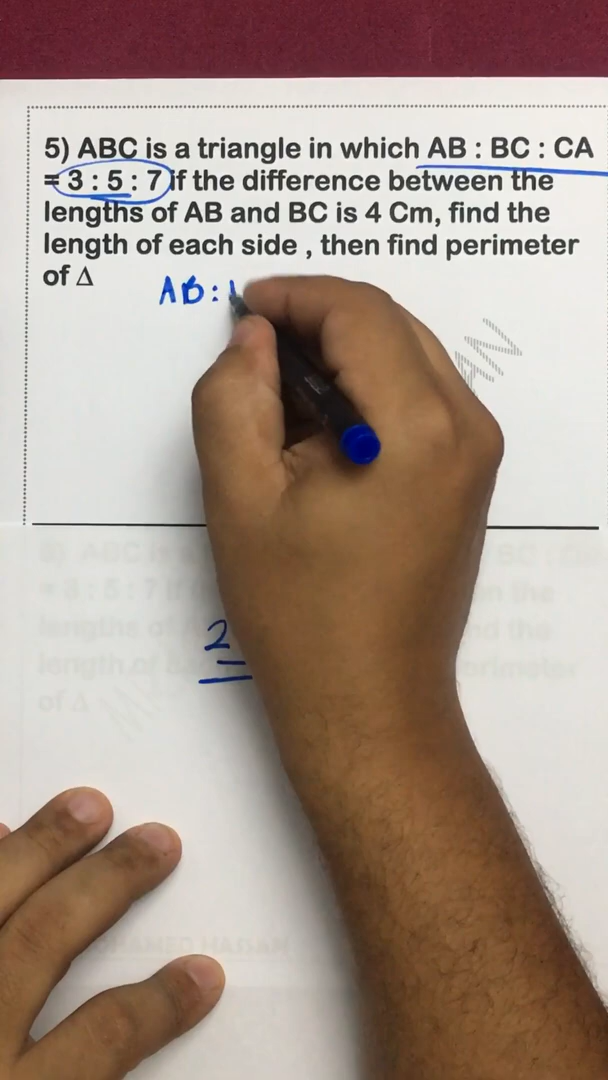 5) ABC is a triangle in which AB : BC : CA
= 3 : 5 : 7 if the difference between the
lengths of AB and BC is 4 Cm, find the
length of each side , then find perimeter
of Δ
AB :
2